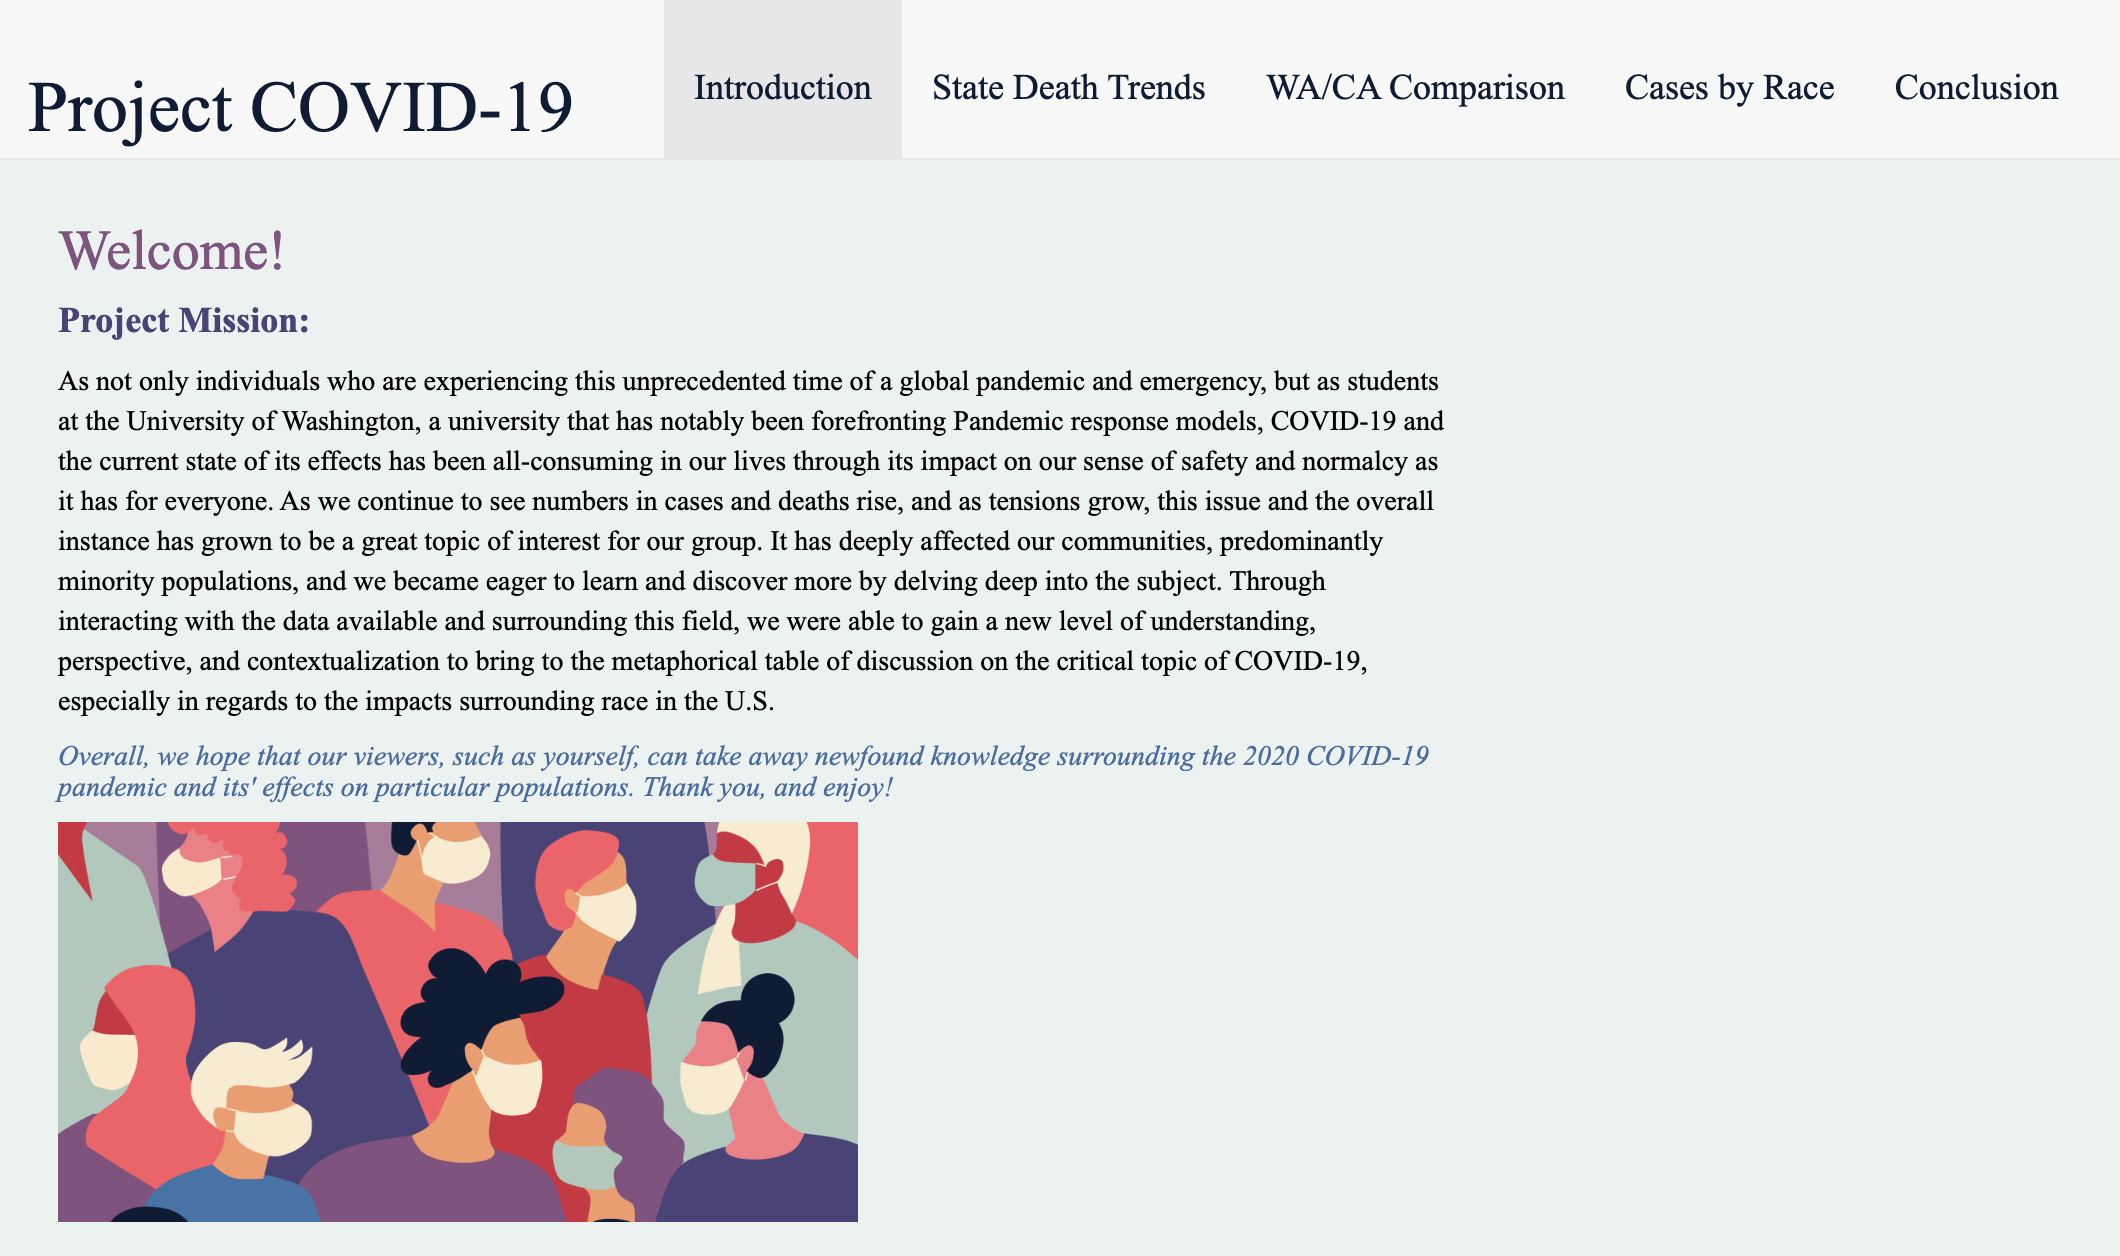 Project COVID-19
Introduction
State Death Trends
WA/CA Comparison
Cases by Race
Conclusion
Welcome!
Project Mission:
As not only individuals who are experiencing this unprecedented time of a global pandemic and emergency, but as students
at the University of Washington, a university that has notably been forefronting Pandemic response models, COVID-19 and
the current state of its effects has been all-consuming in our lives through its impact on our sense of safety and normalcy as
it has for everyone. As we continue to see numbers in cases and deaths rise, and as tensions grow, this issue and the overall
instance has grown to be a great topic of interest for our group. It has deeply affected our communities, predominantly
minority populations, and we became eager to learn and discover more by delving deep into the subject. Through
interacting with the data available and surrounding this field, we were able to gain a new level of understanding,
perspective, and contextualization to bring to the metaphorical table of discussion on the critical topic of COVID-19,
especially in regards to the impacts surrounding race in the U.S.
Overall, we hope that our viewers, such as yourself, can take away newfound knowledge surrounding the 2020 COVID-19
pandemic and its' effects on particular populations. Thank you, and enjoy!